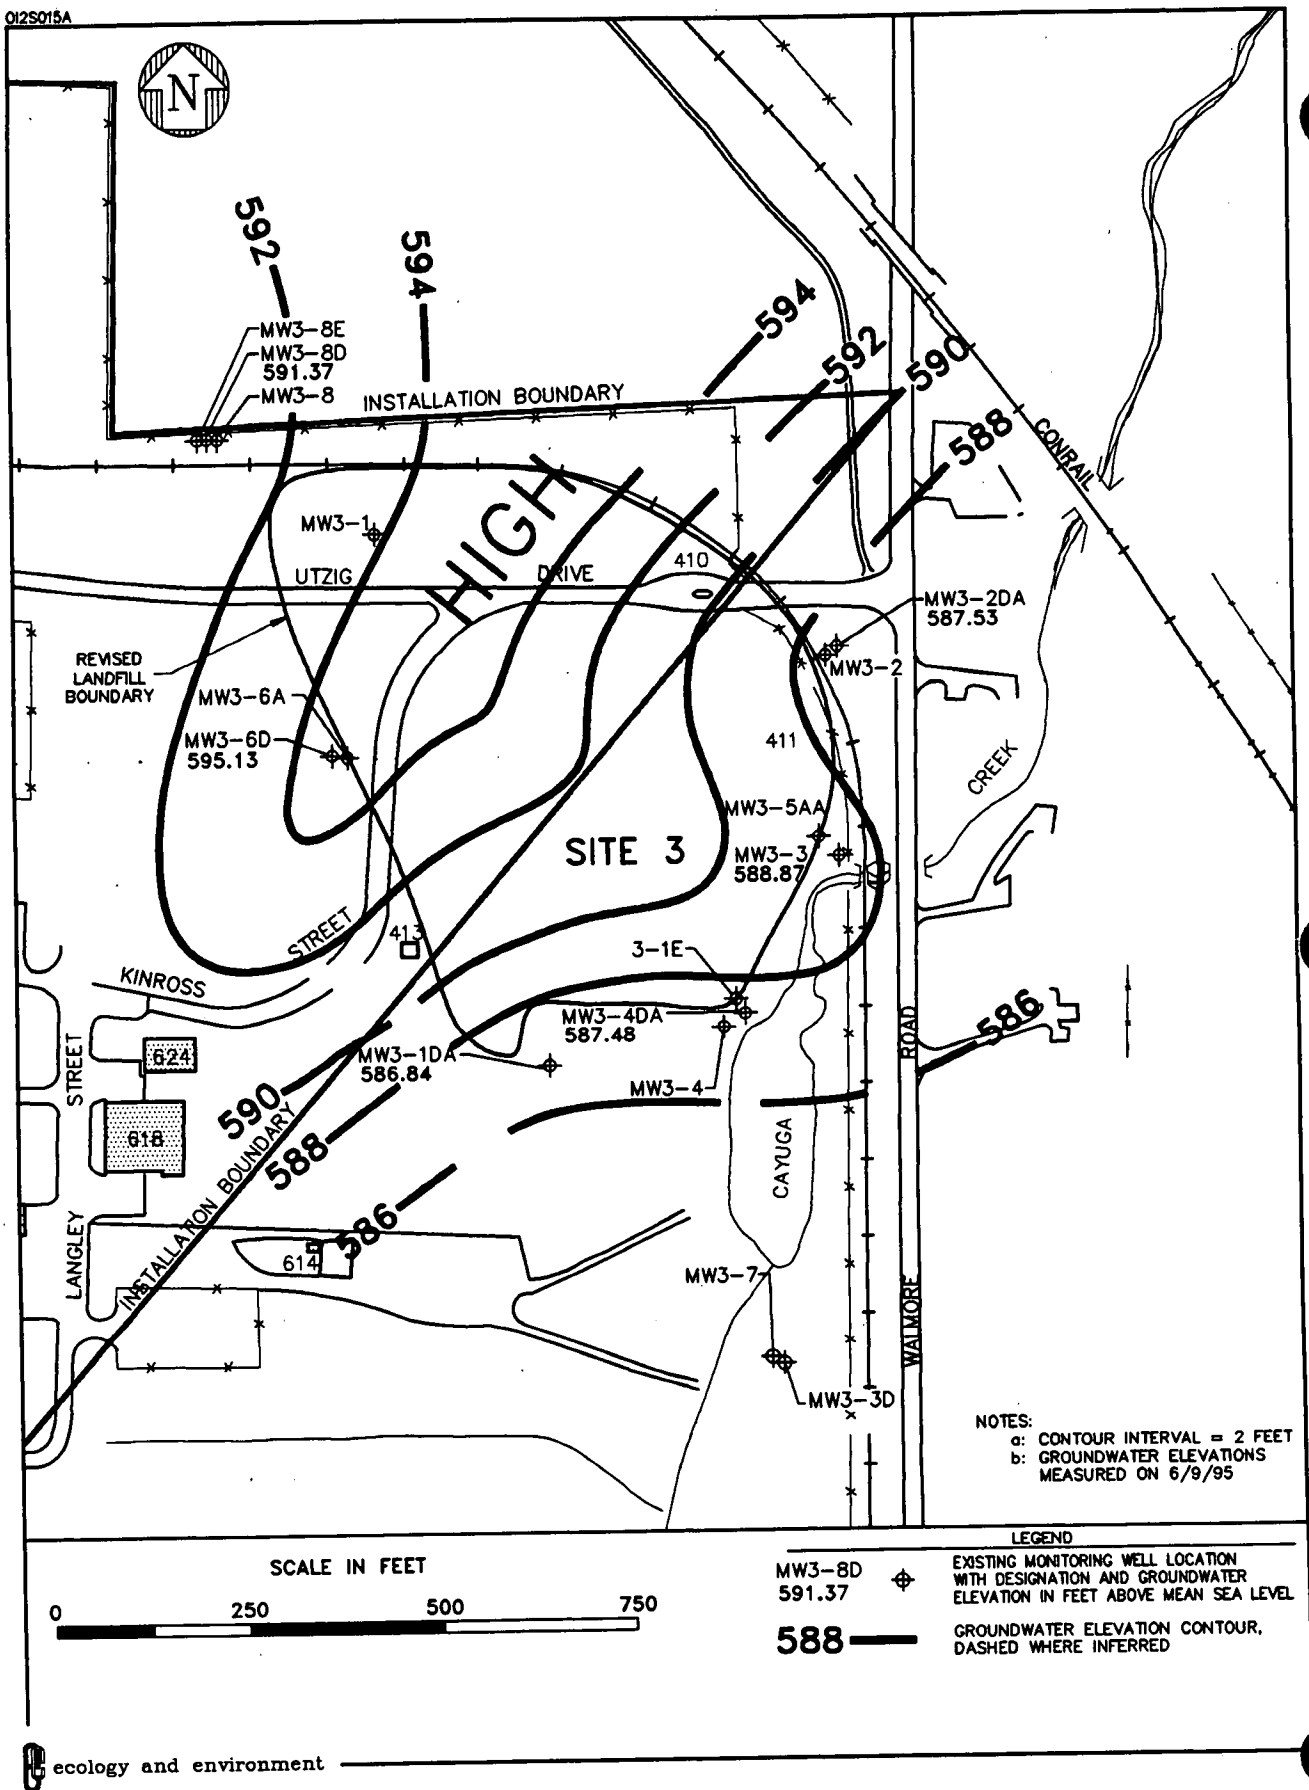 012S015A
N
592
594
594
592
590
588
MW3-8E
MW3-8D
591.37
MW3-8
INSTALLATION BOUNDARY
CONRAIL
HIGH
MW3-1
UTZIG DRIVE
410
MW3-2DA
587.53
MW3-2
REVISED
LANDFILL
BOUNDARY
MW3-6A
MW3-6D
595.13
411
CREEK
MW3-5AA
SITE 3
MW3-3
588.87
413
KINROSS STREET
3-1E
MW3-4DA
587.48
MW3-1DA
586.84
MW3-4
586
ROAD
624
618
STREET
590
588
586
INSTALLATION BOUNDARY
CAYUGA
LANGLEY
614
MW3-7
WALMORE
MW3-3D
NOTES:
a: CONTOUR INTERVAL = 2 FEET
b: GROUNDWATER ELEVATIONS
MEASURED ON 6/9/95
LEGEND
SCALE IN FEET
0 250 500 750
MW3-8D
591.37
EXISTING MONITORING WELL LOCATION
WITH DESIGNATION AND GROUNDWATER
ELEVATION IN FEET ABOVE MEAN SEA LEVEL
588
GROUNDWATER ELEVATION CONTOUR,
DASHED WHERE INFERRED
ecology and environment